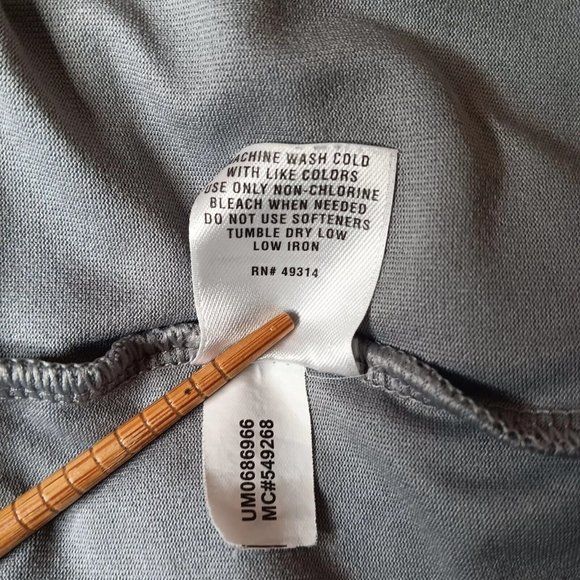 MACHINE WASH COLD
WITH LIKE COLORS
USE ONLY NON-CHLORINE
BLEACH WHEN NEEDED
DO NOT USE SOFTENERS
TUMBLE DRY LOW
LOW IRON
RN# 49314
UM0686966
MC#549268